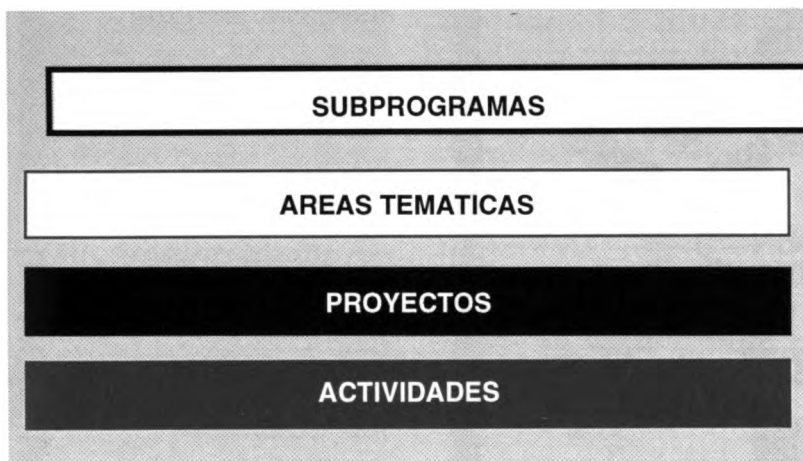 SUBPROGRAMAS
AREAS TEMATICAS
PROYECTOS
ACTIVIDADES